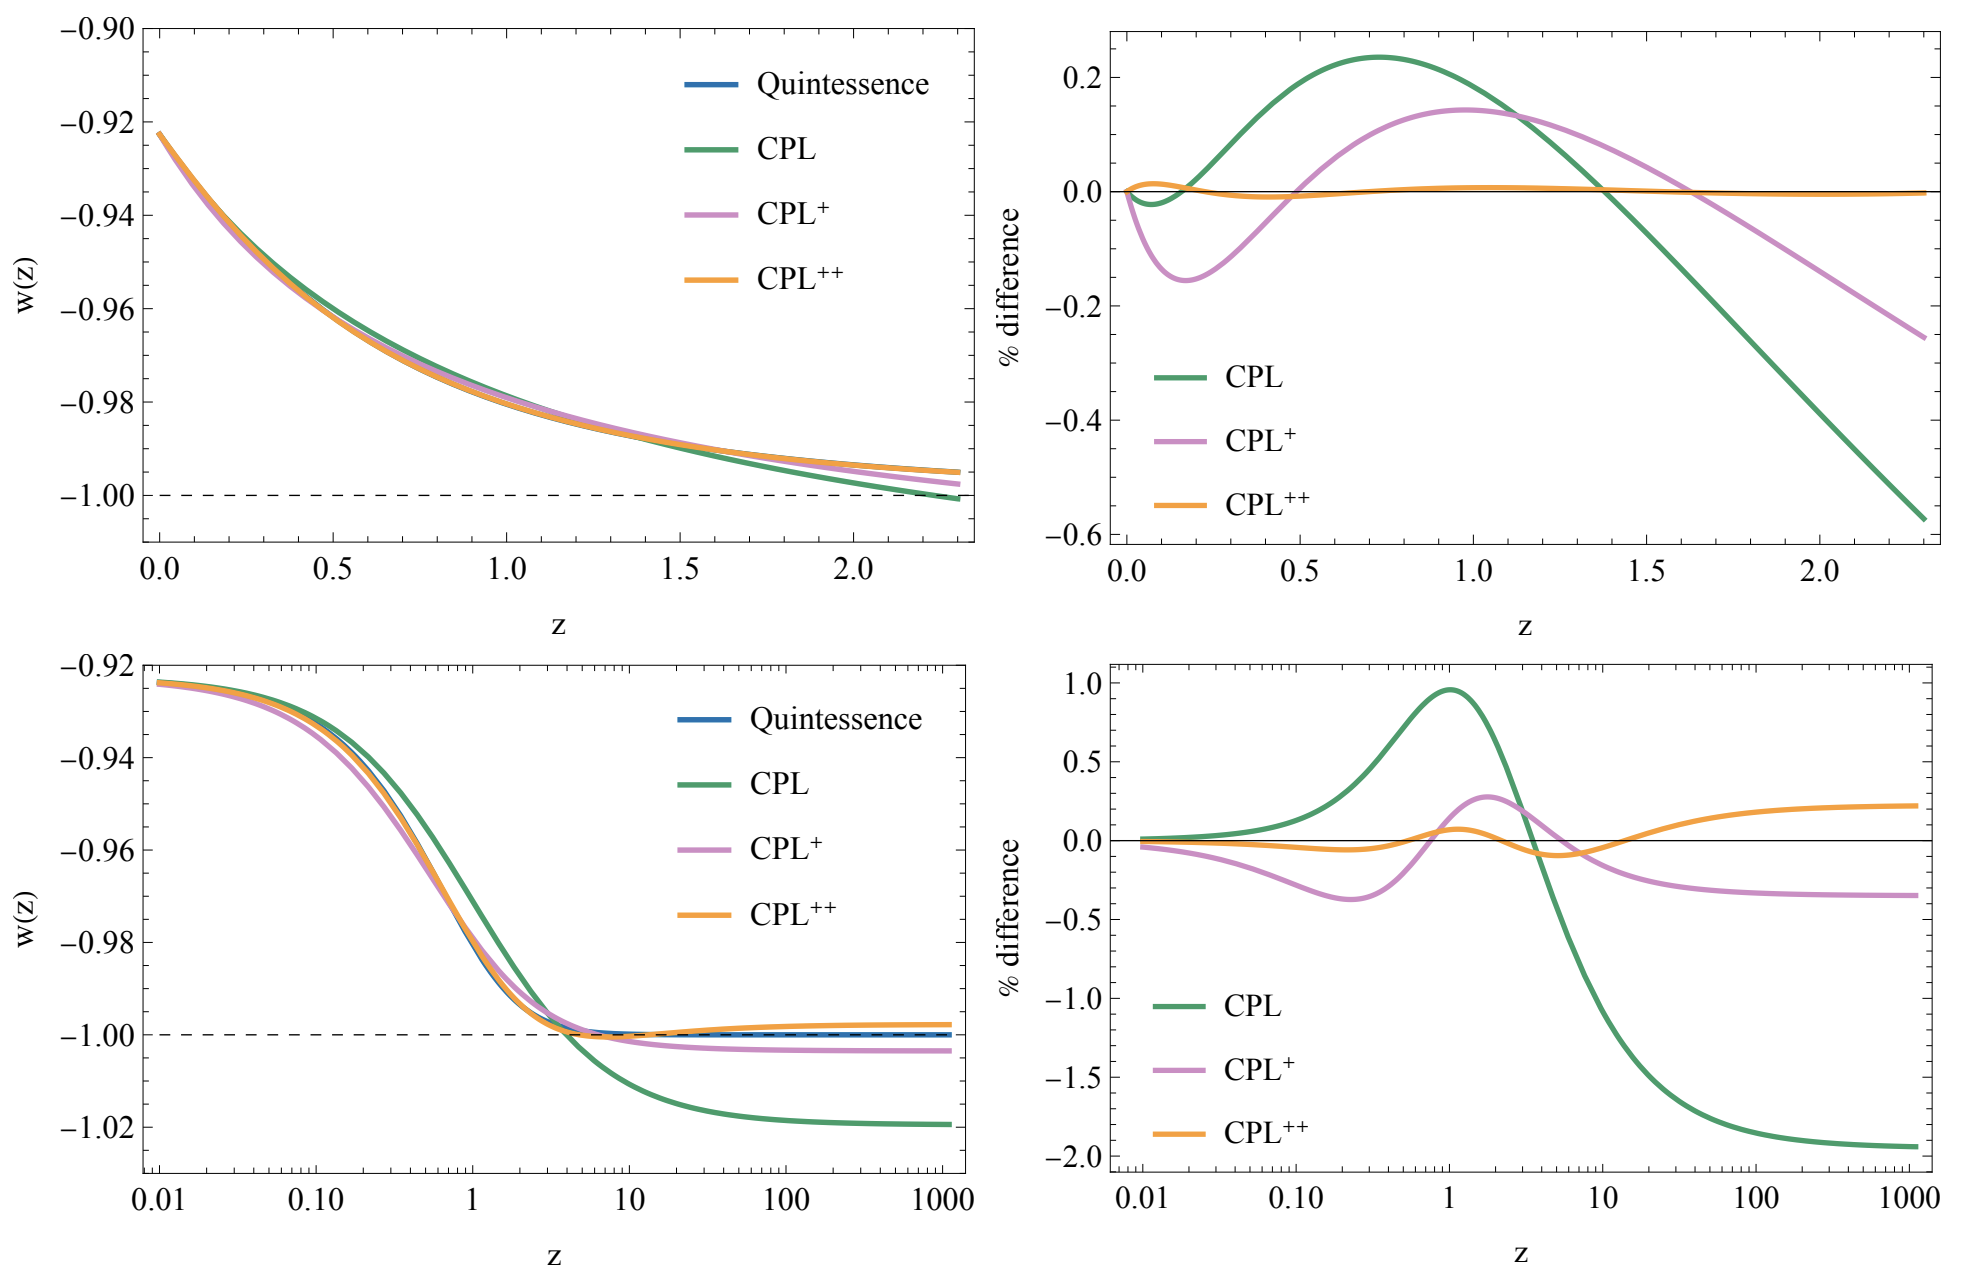 −0.90
−0.92
−0.94
−0.96
−0.98
−1.00
w(z)
Quintessence
CPL
CPL⁺
CPL⁺⁺
0.0 0.5 1.0 1.5 2.0
z
0.2
0.0
−0.2
−0.4
−0.6
% difference
CPL
CPL⁺
CPL⁺⁺
0.0 0.5 1.0 1.5 2.0
z
−0.92
−0.94
−0.96
−0.98
−1.00
−1.02
w(z)
Quintessence
CPL
CPL⁺
CPL⁺⁺
0.01 0.10 1 10 100 1000
z
1.0
0.5
0.0
−0.5
−1.0
−1.5
−2.0
% difference
CPL
CPL⁺
CPL⁺⁺
0.01 0.10 1 10 100 1000
z